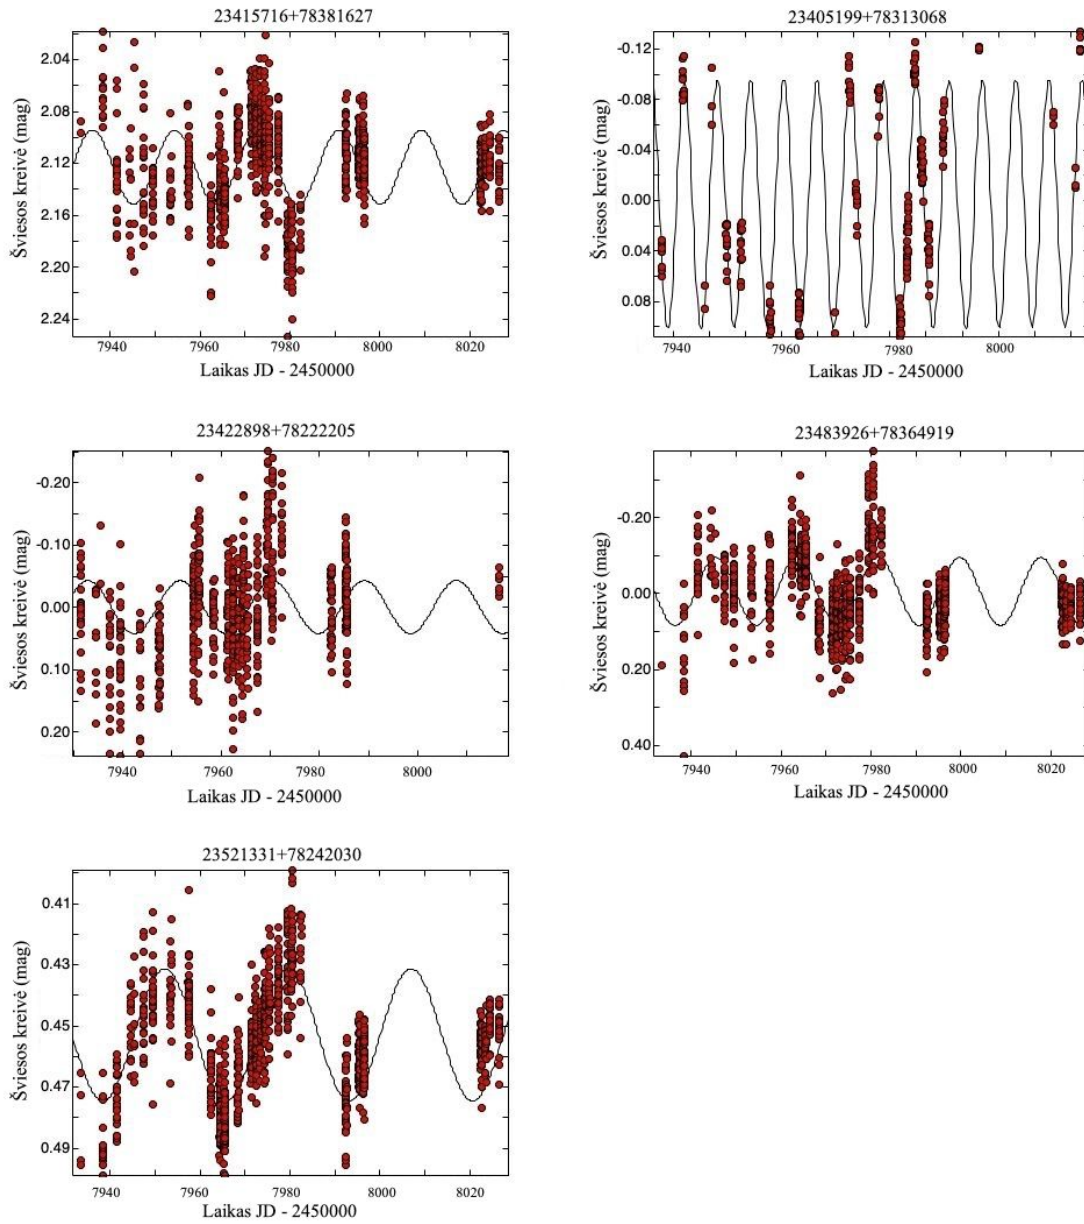 23415716+78381627
2.04
2.08
2.12
2.16
2.20
2.24
Šviesos kreivė (mag)
7940 7960 7980 8000 8020
Laikas JD - 2450000
23405199+78313068
-0.12
-0.08
-0.04
0.00
0.04
0.08
Šviesos kreivė (mag)
7940 7960 7980 8000
Laikas JD - 2450000
23422898+78222205
-0.20
-0.10
0.00
0.10
0.20
Šviesos kreivė (mag)
7940 7960 7980 8000
Laikas JD - 2450000
23483926+78364919
-0.20
0.00
0.20
0.40
Šviesos kreivė (mag)
7940 7960 7980 8000 8020
Laikas JD - 2450000
23521331+78242030
0.41
0.43
0.45
0.47
0.49
Šviesos kreivė (mag)
7940 7960 7980 8000 8020
Laikas JD - 2450000